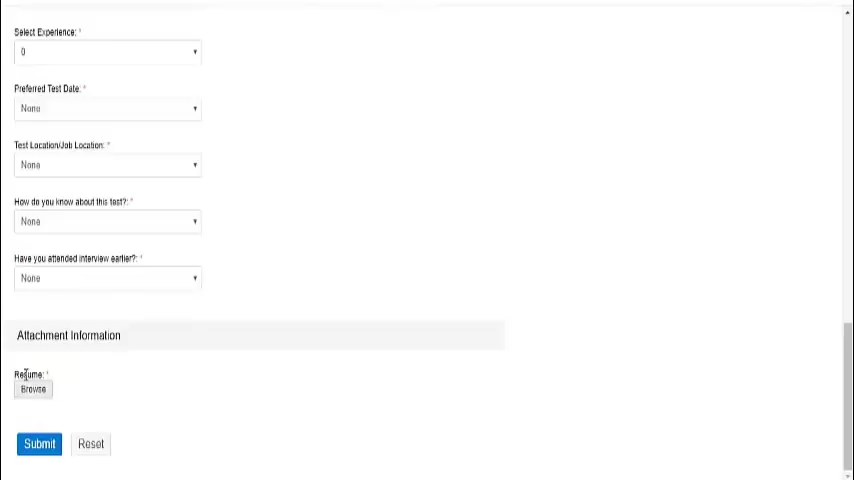 Select Experience: *
0
Preferred Test Date: *
None
Test Location/Job Location: *
None
How do you know about this test?: *
None
Have you attended interview earlier?: *
None
Attachment Information
Resume: *
Browse
Submit Reset